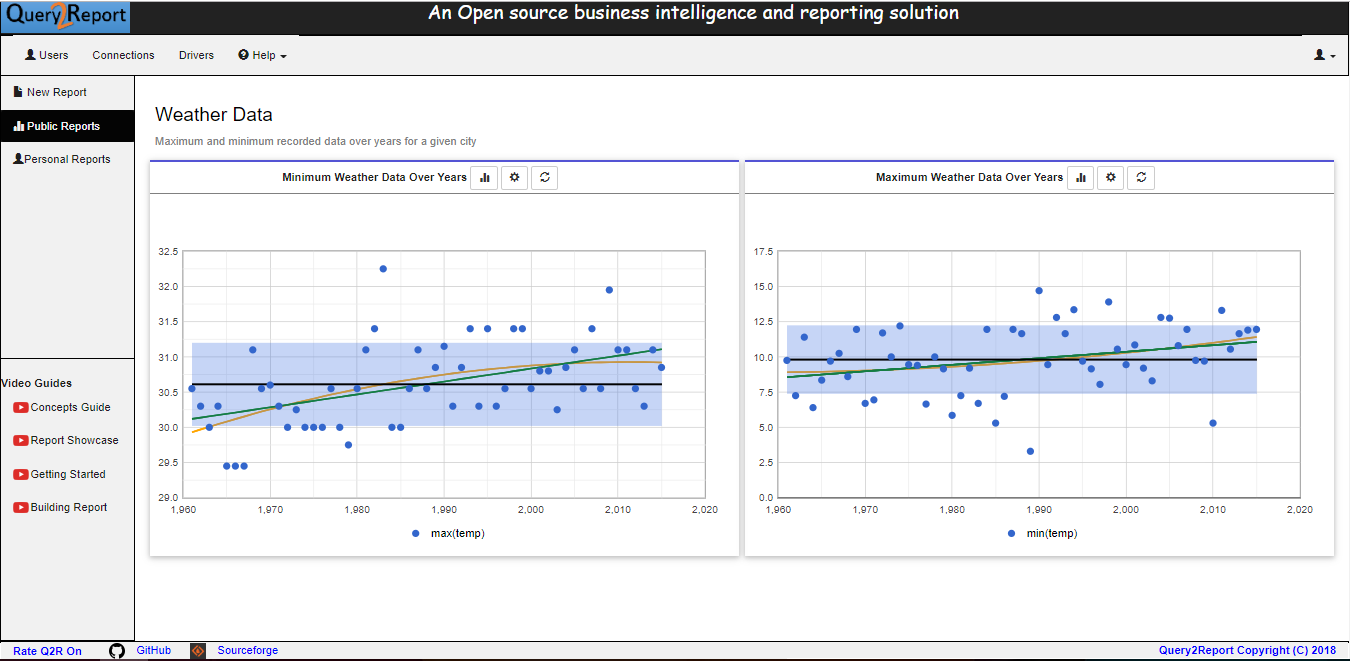 Query2Report
An Open source business intelligence and reporting solution
Users
Connections
Drivers
Help
New Report
Public Reports
Personal Reports
Video Guides
Concepts Guide
Report Showcase
Getting Started
Building Report
Weather Data
Maximum and minimum recorded data over years for a given city
Minimum Weather Data Over Years
32.5
32.0
31.5
31.0
30.5
30.0
29.5
29.0
1,960 1,970 1,980 1,990 2,000 2,010 2,020
max(temp)
Maximum Weather Data Over Years
17.5
15.0
12.5
10.0
7.5
5.0
2.5
0.0
1,960 1,970 1,980 1,990 2,000 2,010 2,020
min(temp)
Rate Q2R On
GitHub
Sourceforge
Query2Report Copyright (C) 2018